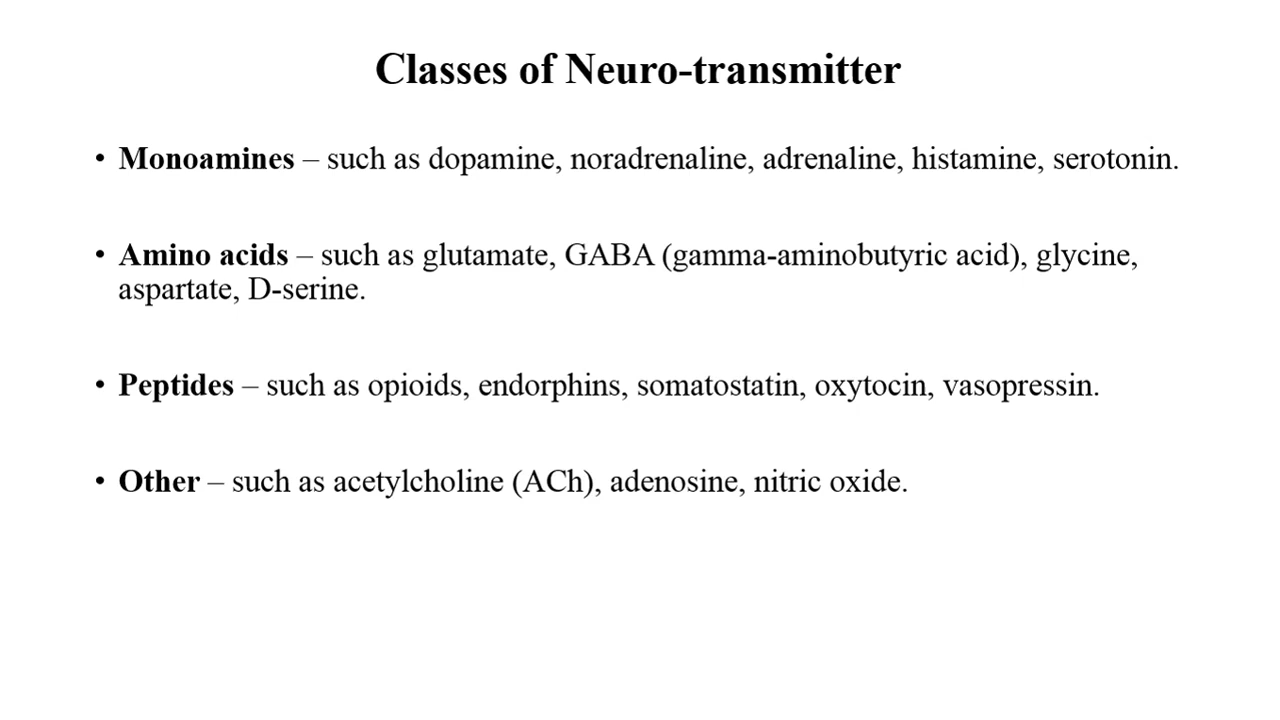 Classes of Neuro-transmitter
• Monoamines – such as dopamine, noradrenaline, adrenaline, histamine, serotonin.
• Amino acids – such as glutamate, GABA (gamma-aminobutyric acid), glycine,
aspartate, D-serine.
• Peptides – such as opioids, endorphins, somatostatin, oxytocin, vasopressin.
• Other – such as acetylcholine (ACh), adenosine, nitric oxide.